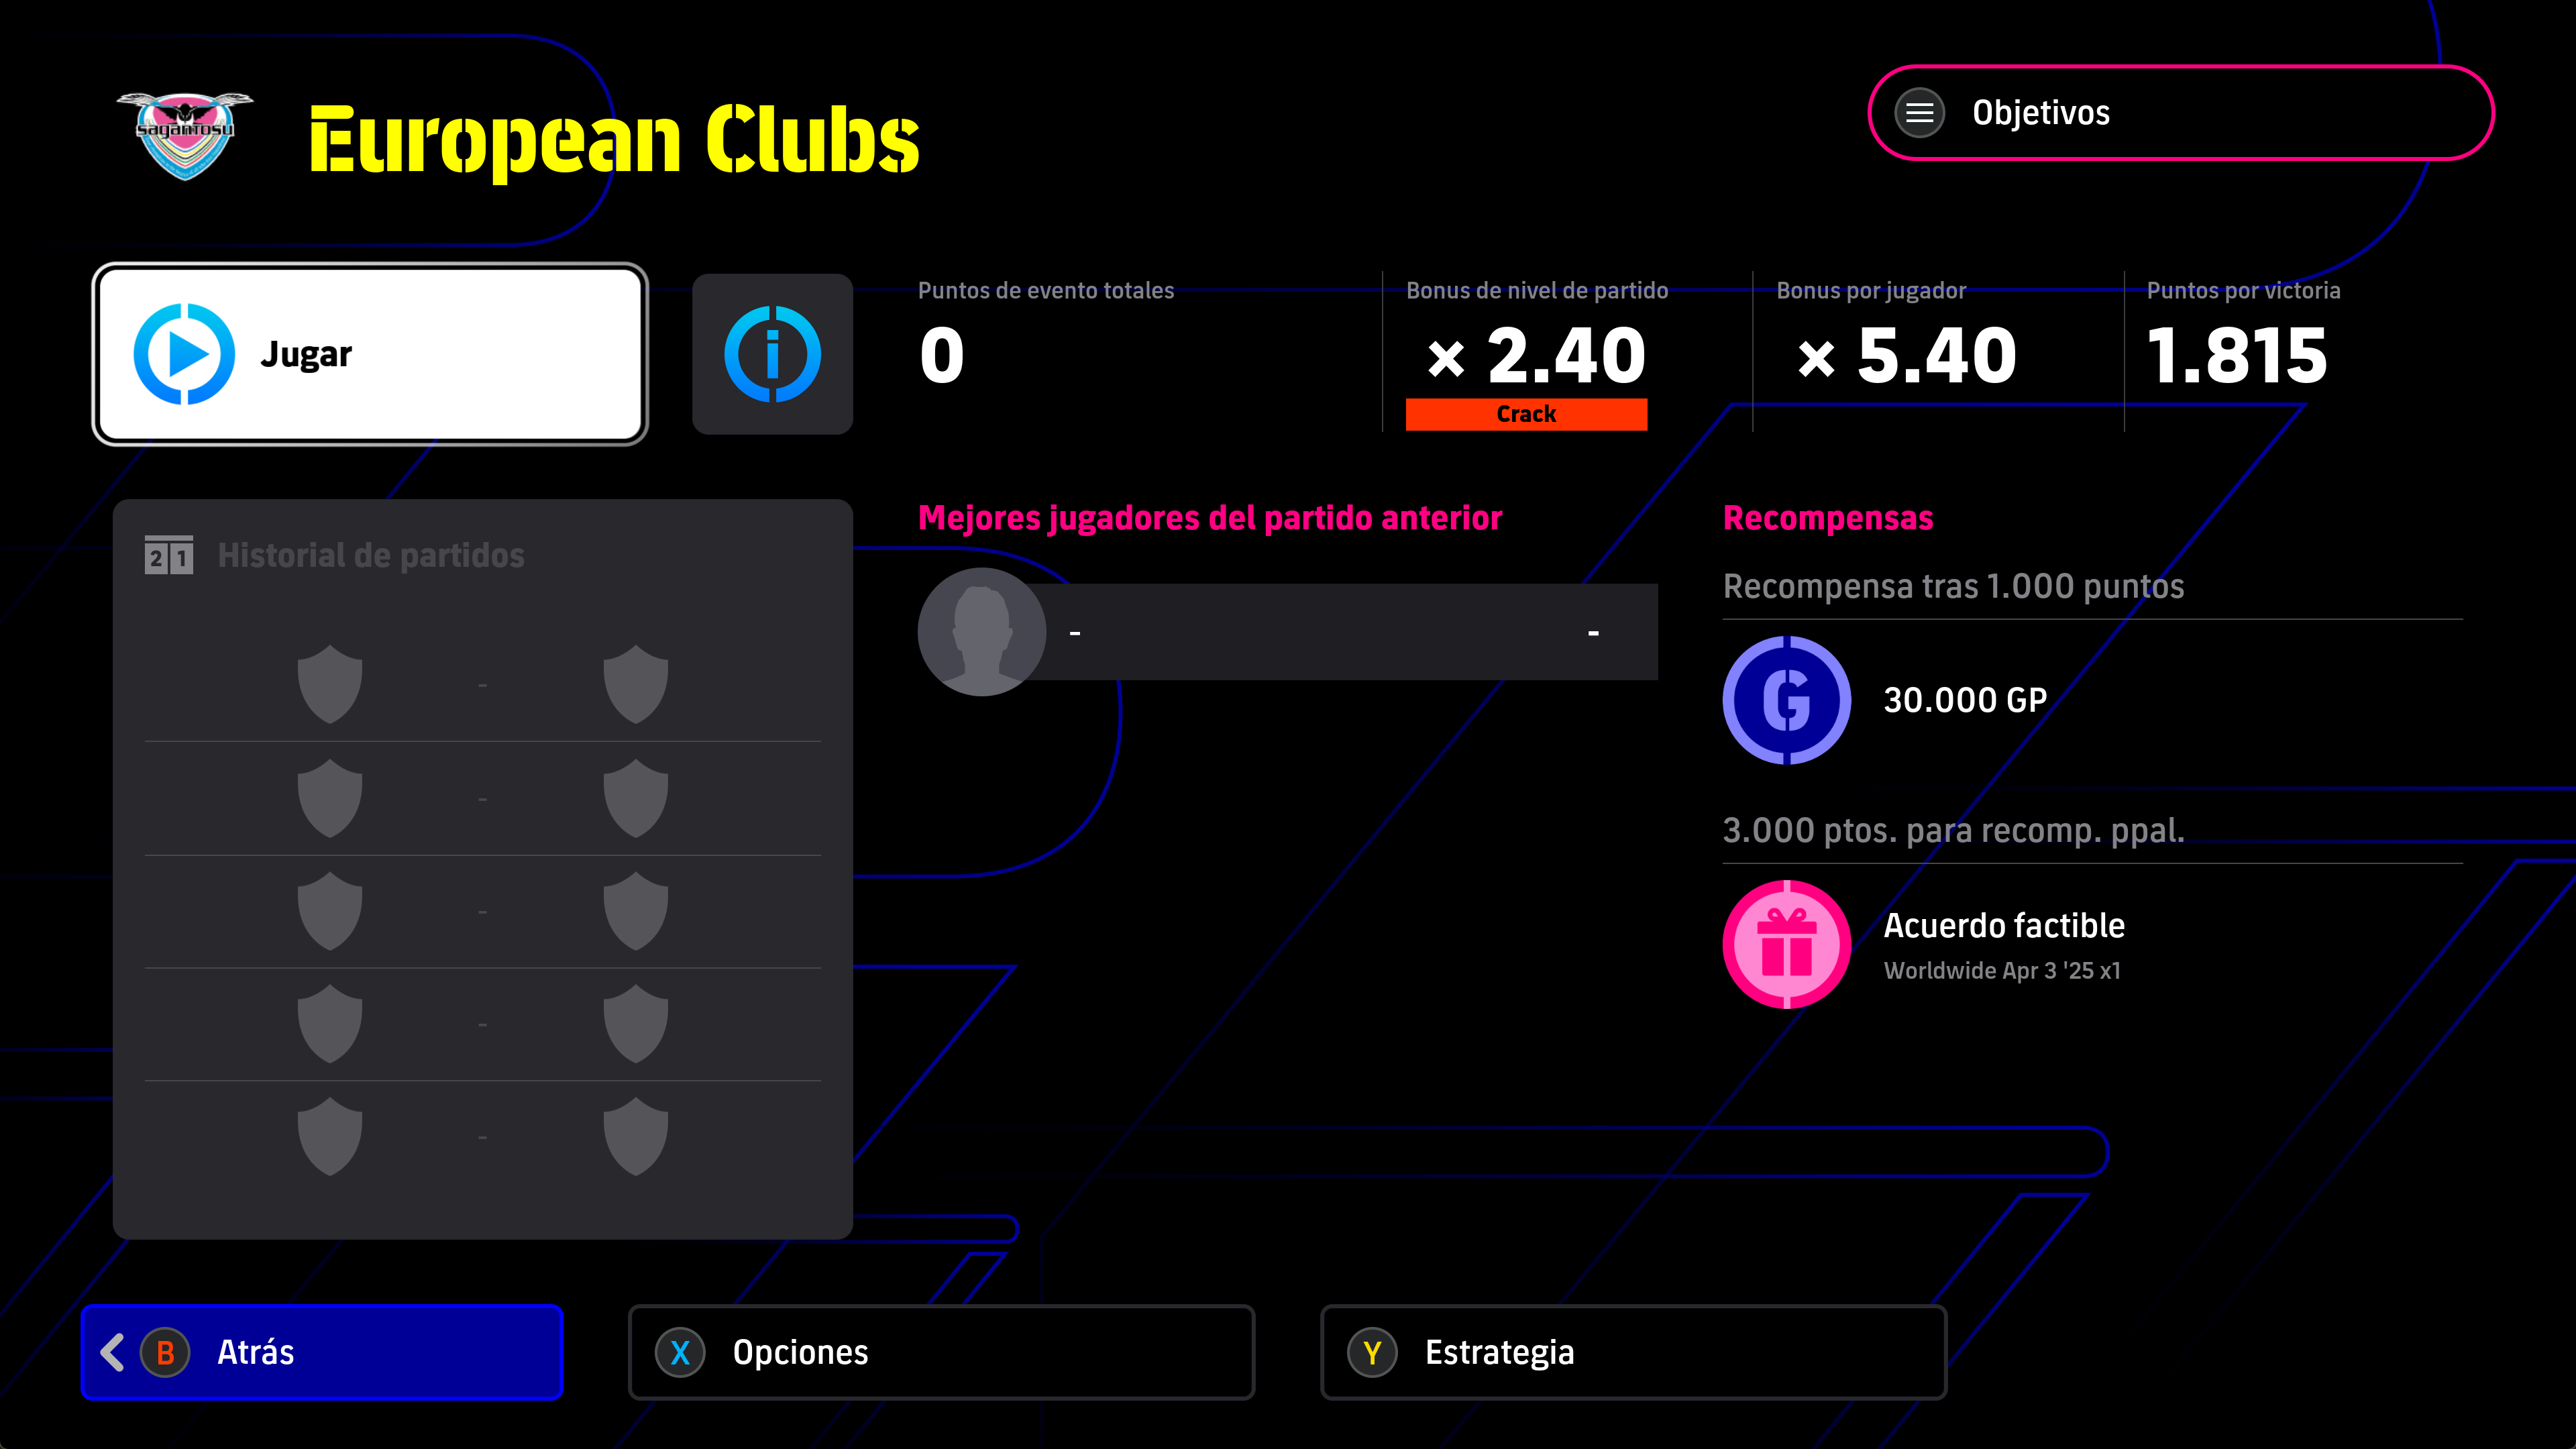 sagantosu
European Clubs
Objetivos
Jugar
Puntos de evento totales
0
Bonus de nivel de partido
× 2.40
Crack
Bonus por jugador
× 5.40
Puntos por victoria
1.815
2 1 Historial de partidos
-
-
-
-
-
Mejores jugadores del partido anterior
- -
Recompensas
Recompensa tras 1.000 puntos
G 30.000 GP
3.000 ptos. para recomp. ppal.
Acuerdo factible
Worldwide Apr 3 '25 x1
B Atrás
X Opciones
Y Estrategia